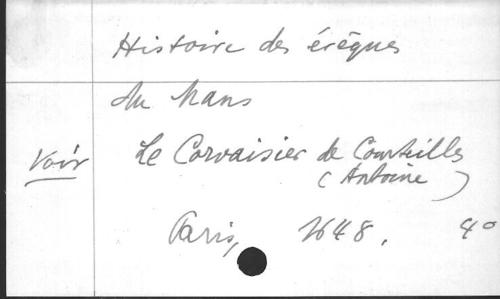 Histoire des évêques
du Mans
Voir Le Corvaisier de Courteilles
(Antoine)
Paris, 1648. 4°